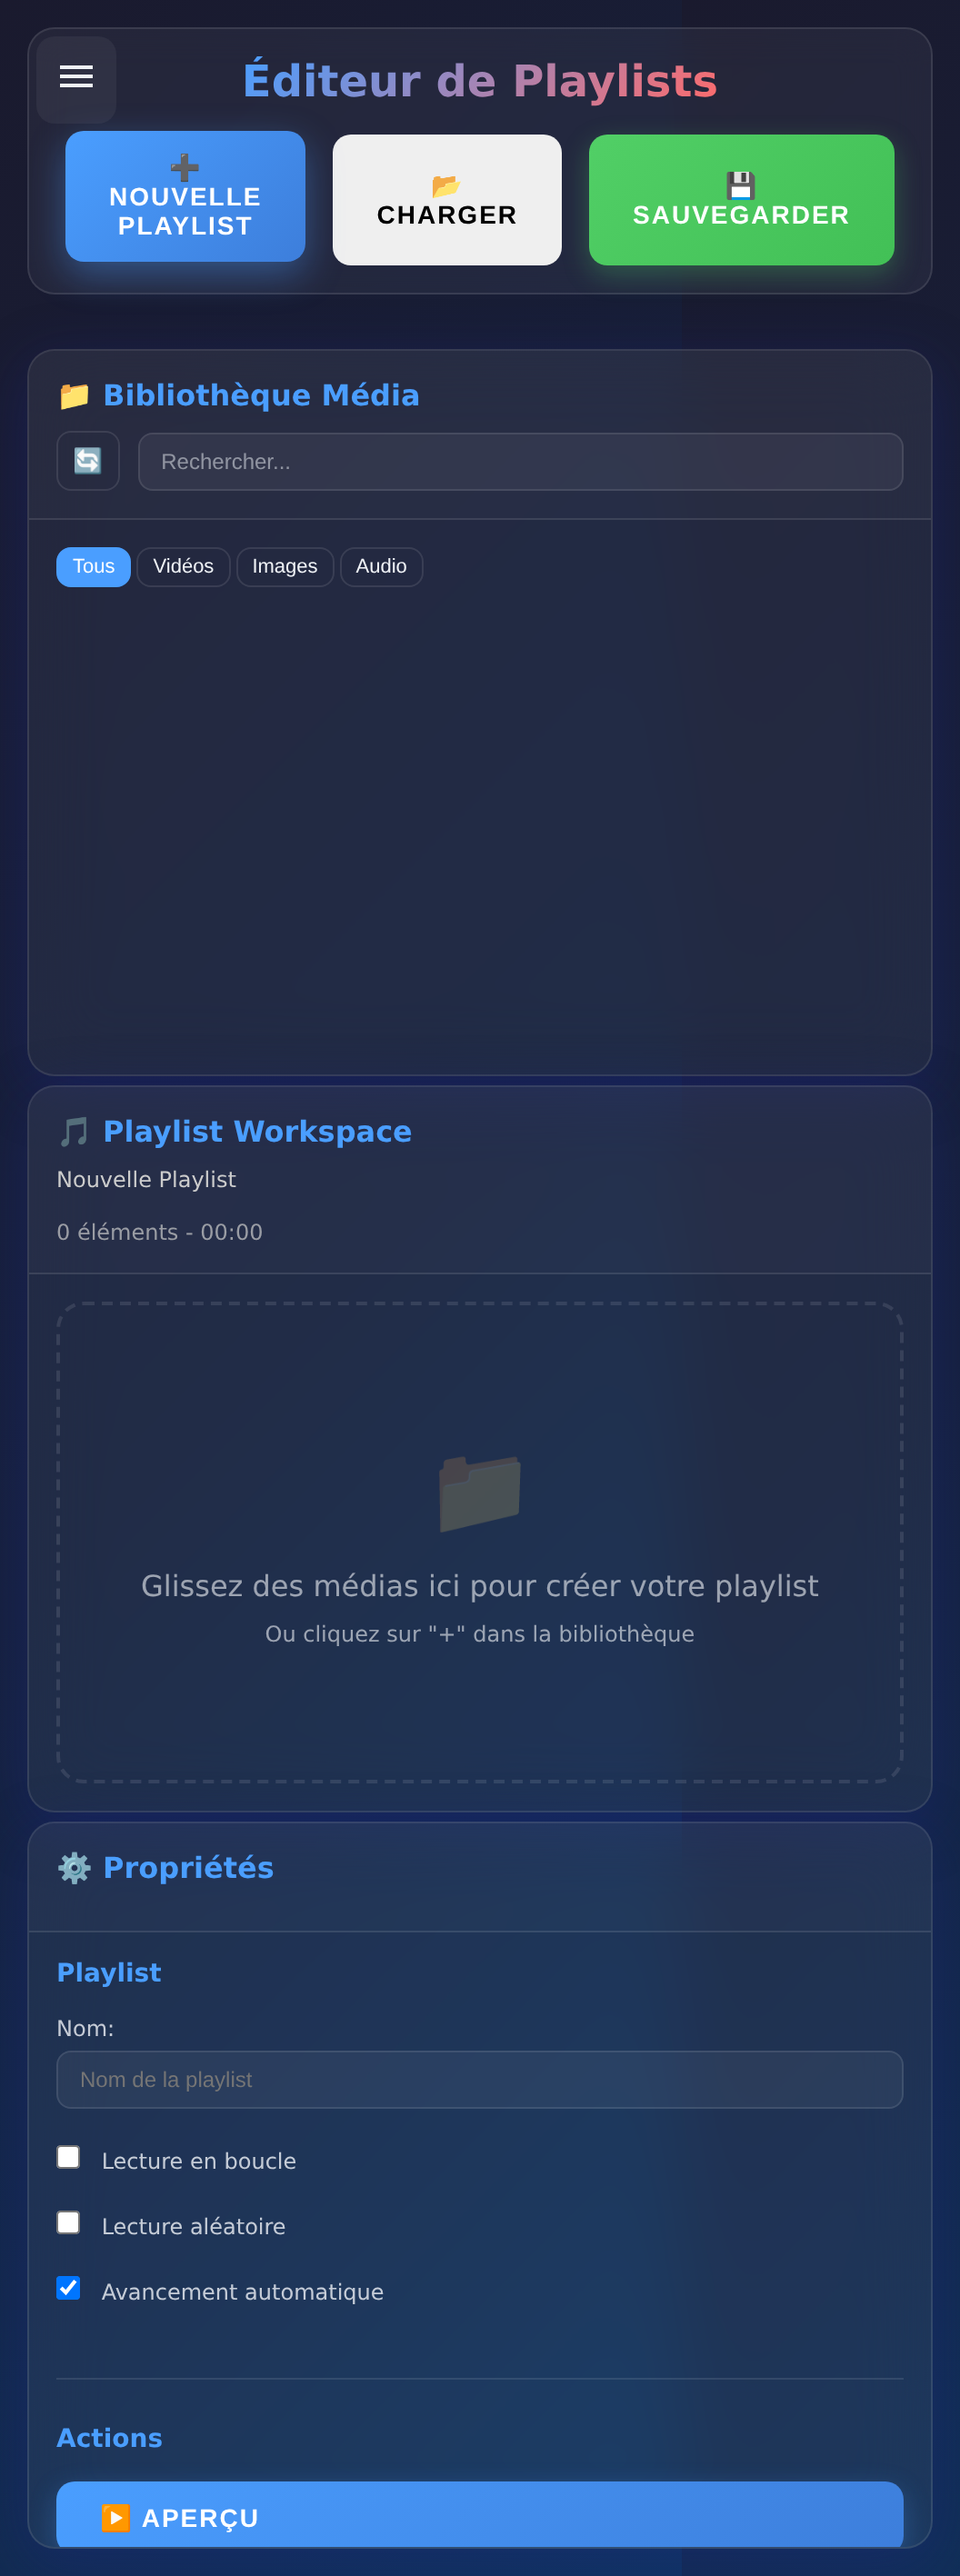 Éditeur de Playlists
NOUVELLE
PLAYLIST
CHARGER
SAUVEGARDER
Bibliothèque Média
Rechercher...
Tous
Vidéos
Images
Audio
Playlist Workspace
Nouvelle Playlist
0 éléments - 00:00
Glissez des médias ici pour créer votre playlist
Ou cliquez sur "+" dans la bibliothèque
Propriétés
Playlist
Nom:
Nom de la playlist
Lecture en boucle
Lecture aléatoire
Avancement automatique
Actions
APERÇU